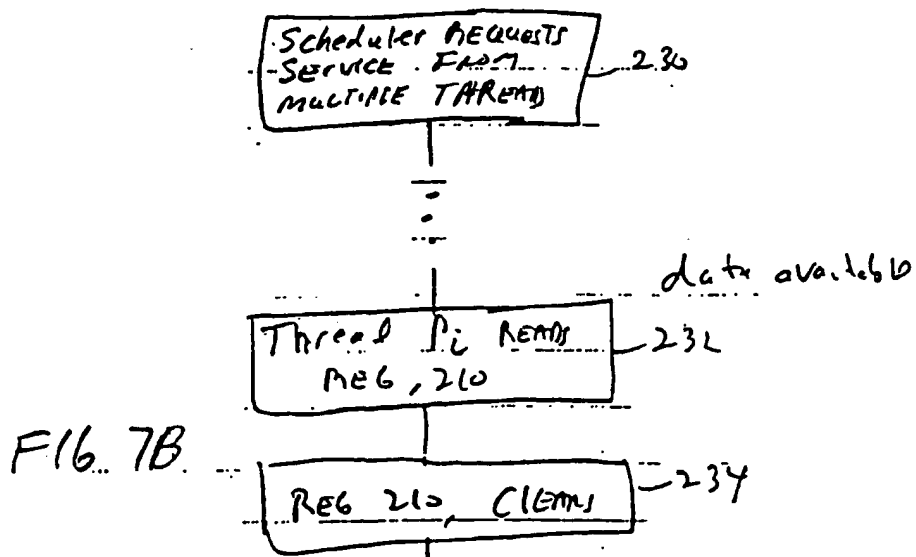 Scheduler REQUESTS
SERVICE FROM
MULTIPLE THREADS
230
data available
Thread Pi READS
REG, 210
232
FIG. 7B
REG 210, CLEARS
234